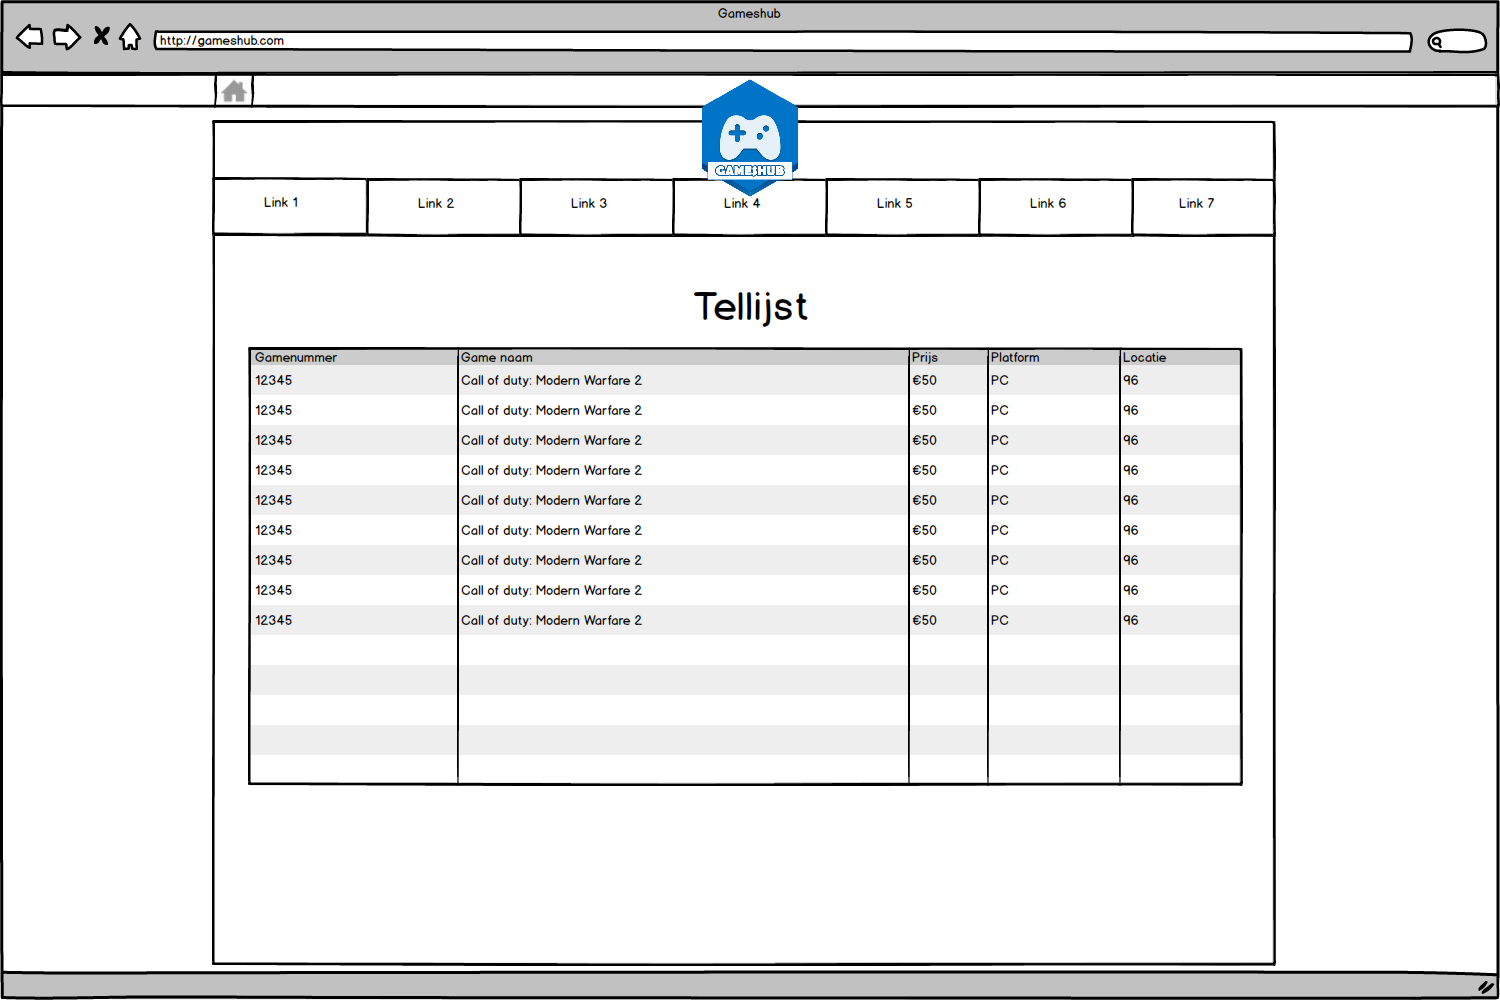 Gameshub
http://gameshub.com
GAMESHUB
Link 1 Link 2 Link 3 Link 4 Link 5 Link 6 Link 7
Tellijst
Gamenummer Game naam Prijs Platform Locatie
12345 Call of duty: Modern Warfare 2 €50 PC 96
12345 Call of duty: Modern Warfare 2 €50 PC 96
12345 Call of duty: Modern Warfare 2 €50 PC 96
12345 Call of duty: Modern Warfare 2 €50 PC 96
12345 Call of duty: Modern Warfare 2 €50 PC 96
12345 Call of duty: Modern Warfare 2 €50 PC 96
12345 Call of duty: Modern Warfare 2 €50 PC 96
12345 Call of duty: Modern Warfare 2 €50 PC 96
12345 Call of duty: Modern Warfare 2 €50 PC 96